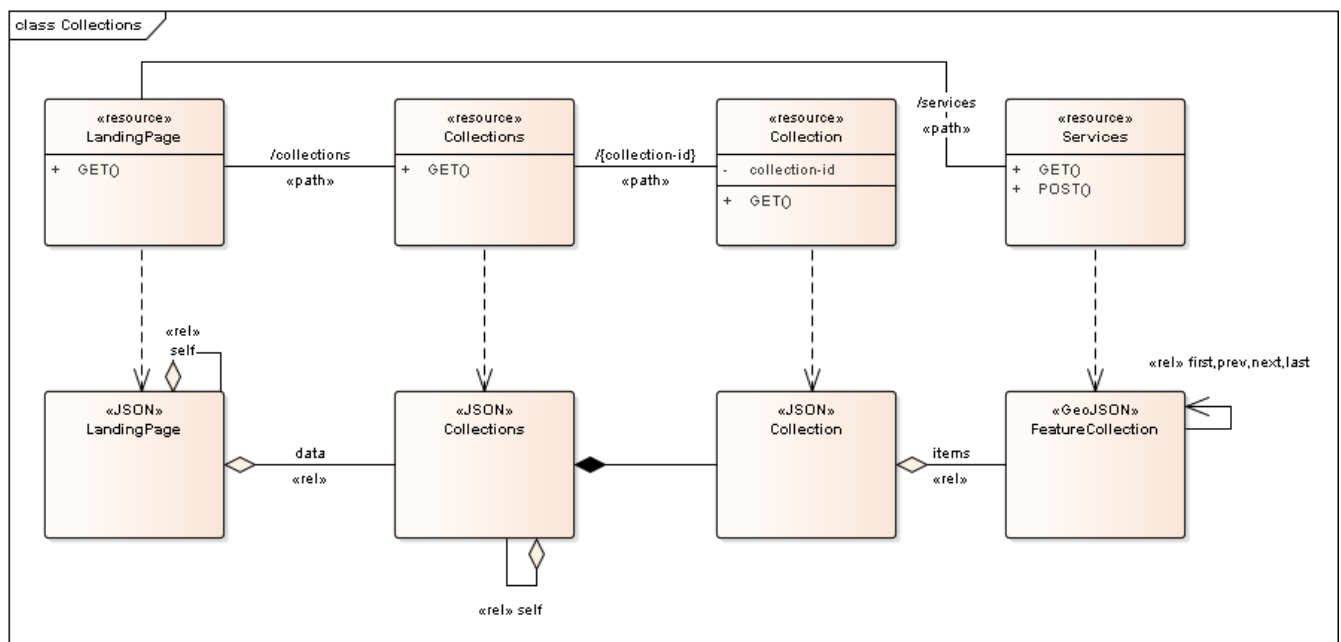 class Collections
«resource»
LandingPage
+ GET()
/collections
«path»
«resource»
Collections
+ GET()
/{collection-id}
«path»
«resource»
Collection
- collection-id
+ GET()
/services
«path»
«resource»
Services
+ GET()
+ POST()
«rel»
self
«rel» first,prev,next,last
«JSON»
LandingPage
data
«rel»
«JSON»
Collections
«JSON»
Collection
items
«rel»
«GeoJSON»
FeatureCollection
«rel» self